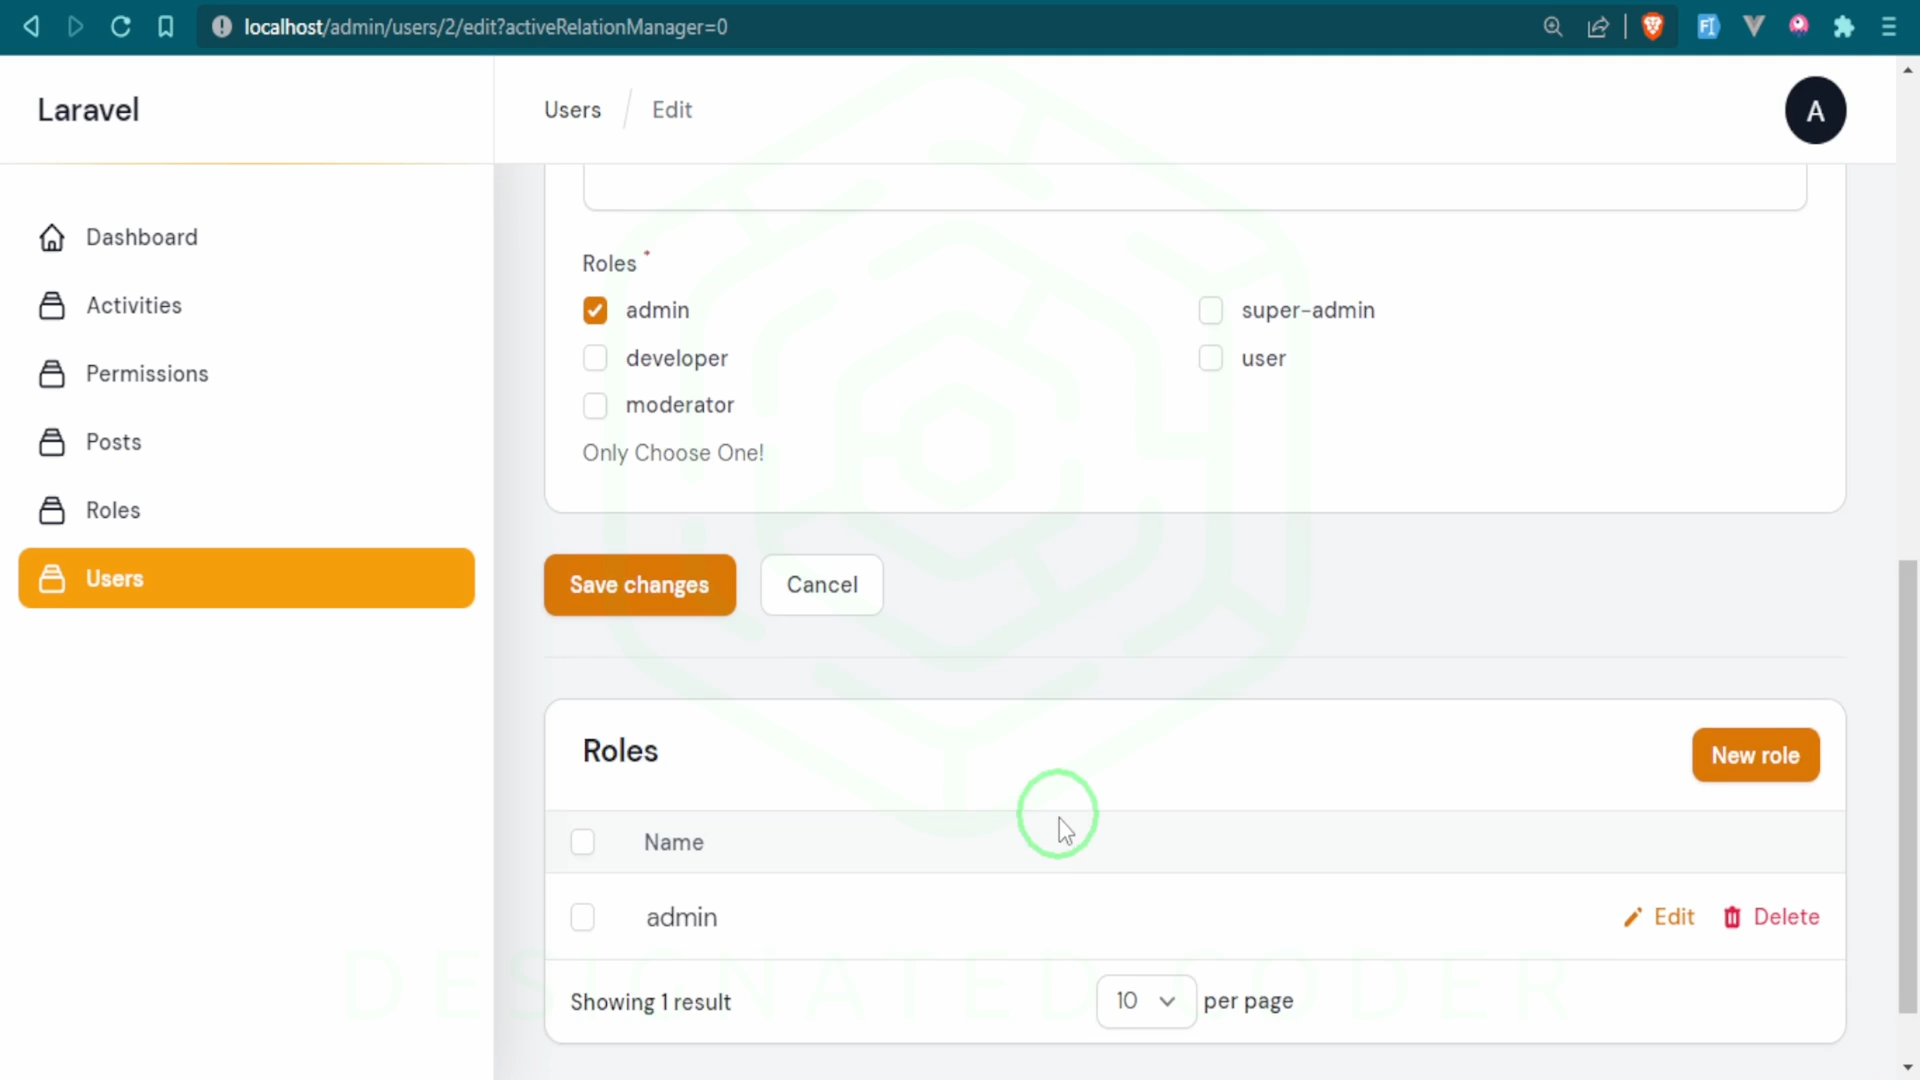 localhost/admin/users/2/edit?activeRelationManager=0
Laravel
Users / Edit
A
Dashboard
Activities
Permissions
Posts
Roles
Users
Roles *
admin
super-admin
developer
user
moderator
Only Choose One!
Save changes
Cancel
Roles
New role
Name
admin
Edit
Delete
Showing 1 result
10
per page
DESIGNATED CODER